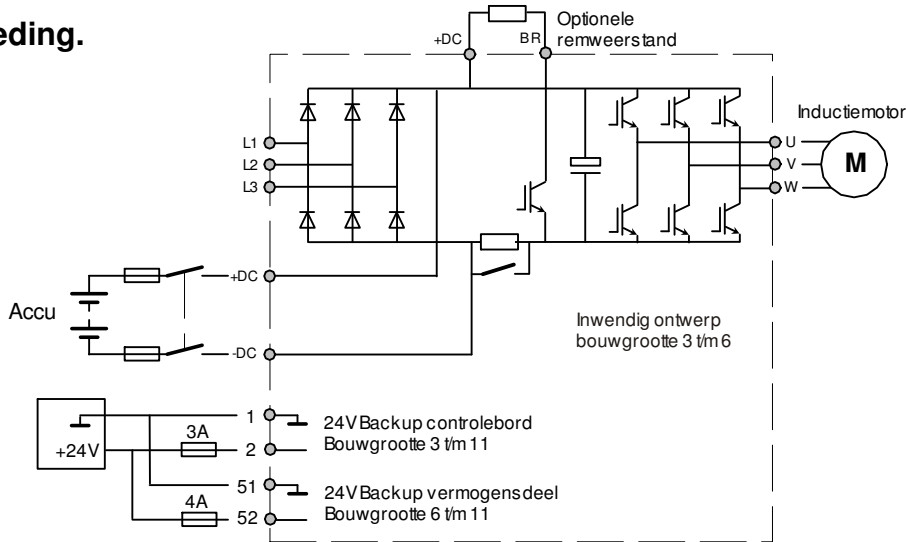 eding.
Optionele
remweerstand
+DC
BR
Inductiemotor
L1
L2
L3
U
V
W
M
+DC
Accu
-DC
Inwendig ontwerp
bouwgrootte 3 t/m 6
1
24V Backup controlebord
3A
Bouwgrootte 3 t/m 11
+24V
2
51
24V Backup vermogensdeel
4A
Bouwgrootte 6 t/m 11
52